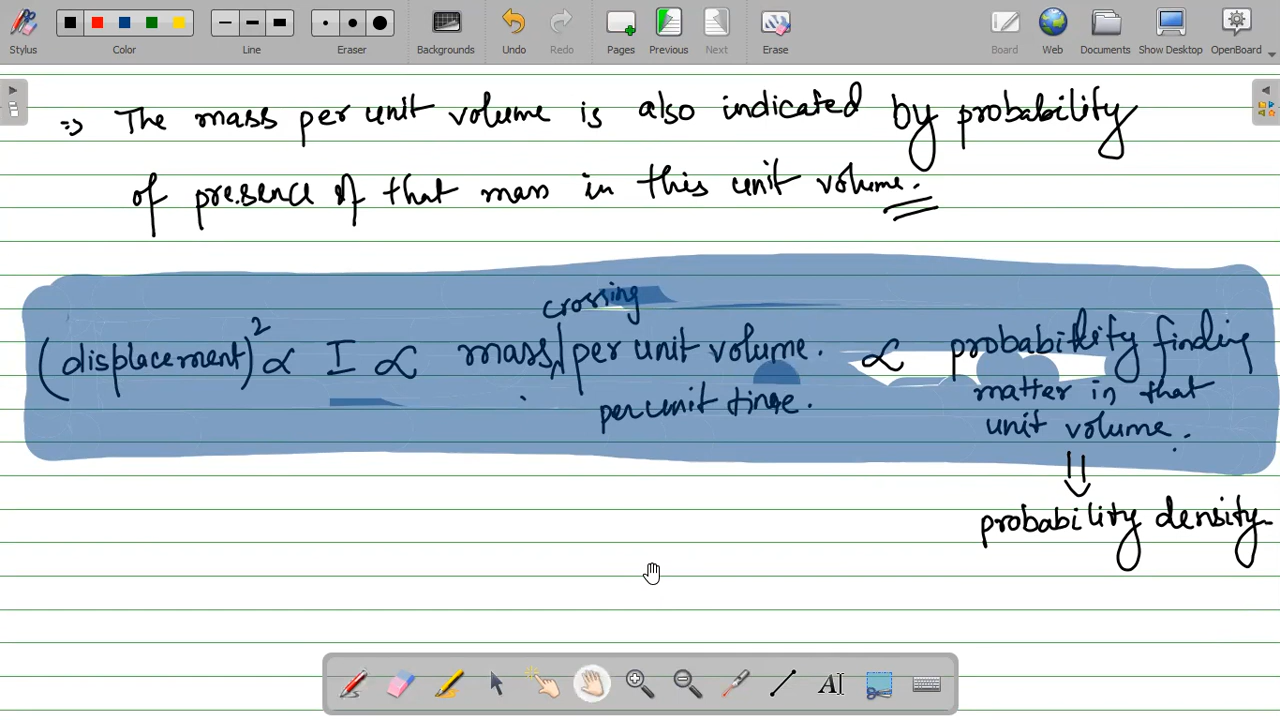 Stylus Color Line Eraser Backgrounds Undo Redo Pages Previous Next Erase Board Web Documents Show Desktop OpenBoard
⇒ The mass per unit volume is also indicated by probability
of presence of that mass in this unit volume.
crossing
(displacement)² ∝ I ∝ mass, per unit volume. ∝ probability finding
per unit time. matter in that
unit volume.
⇓
probability density
AI